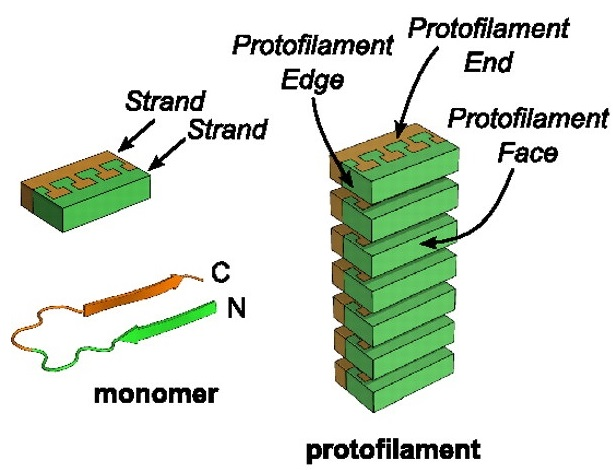 Protofilament
Edge
Protofilament
End
Strand
Strand
Protofilament
Face
C
N
monomer
protofilament